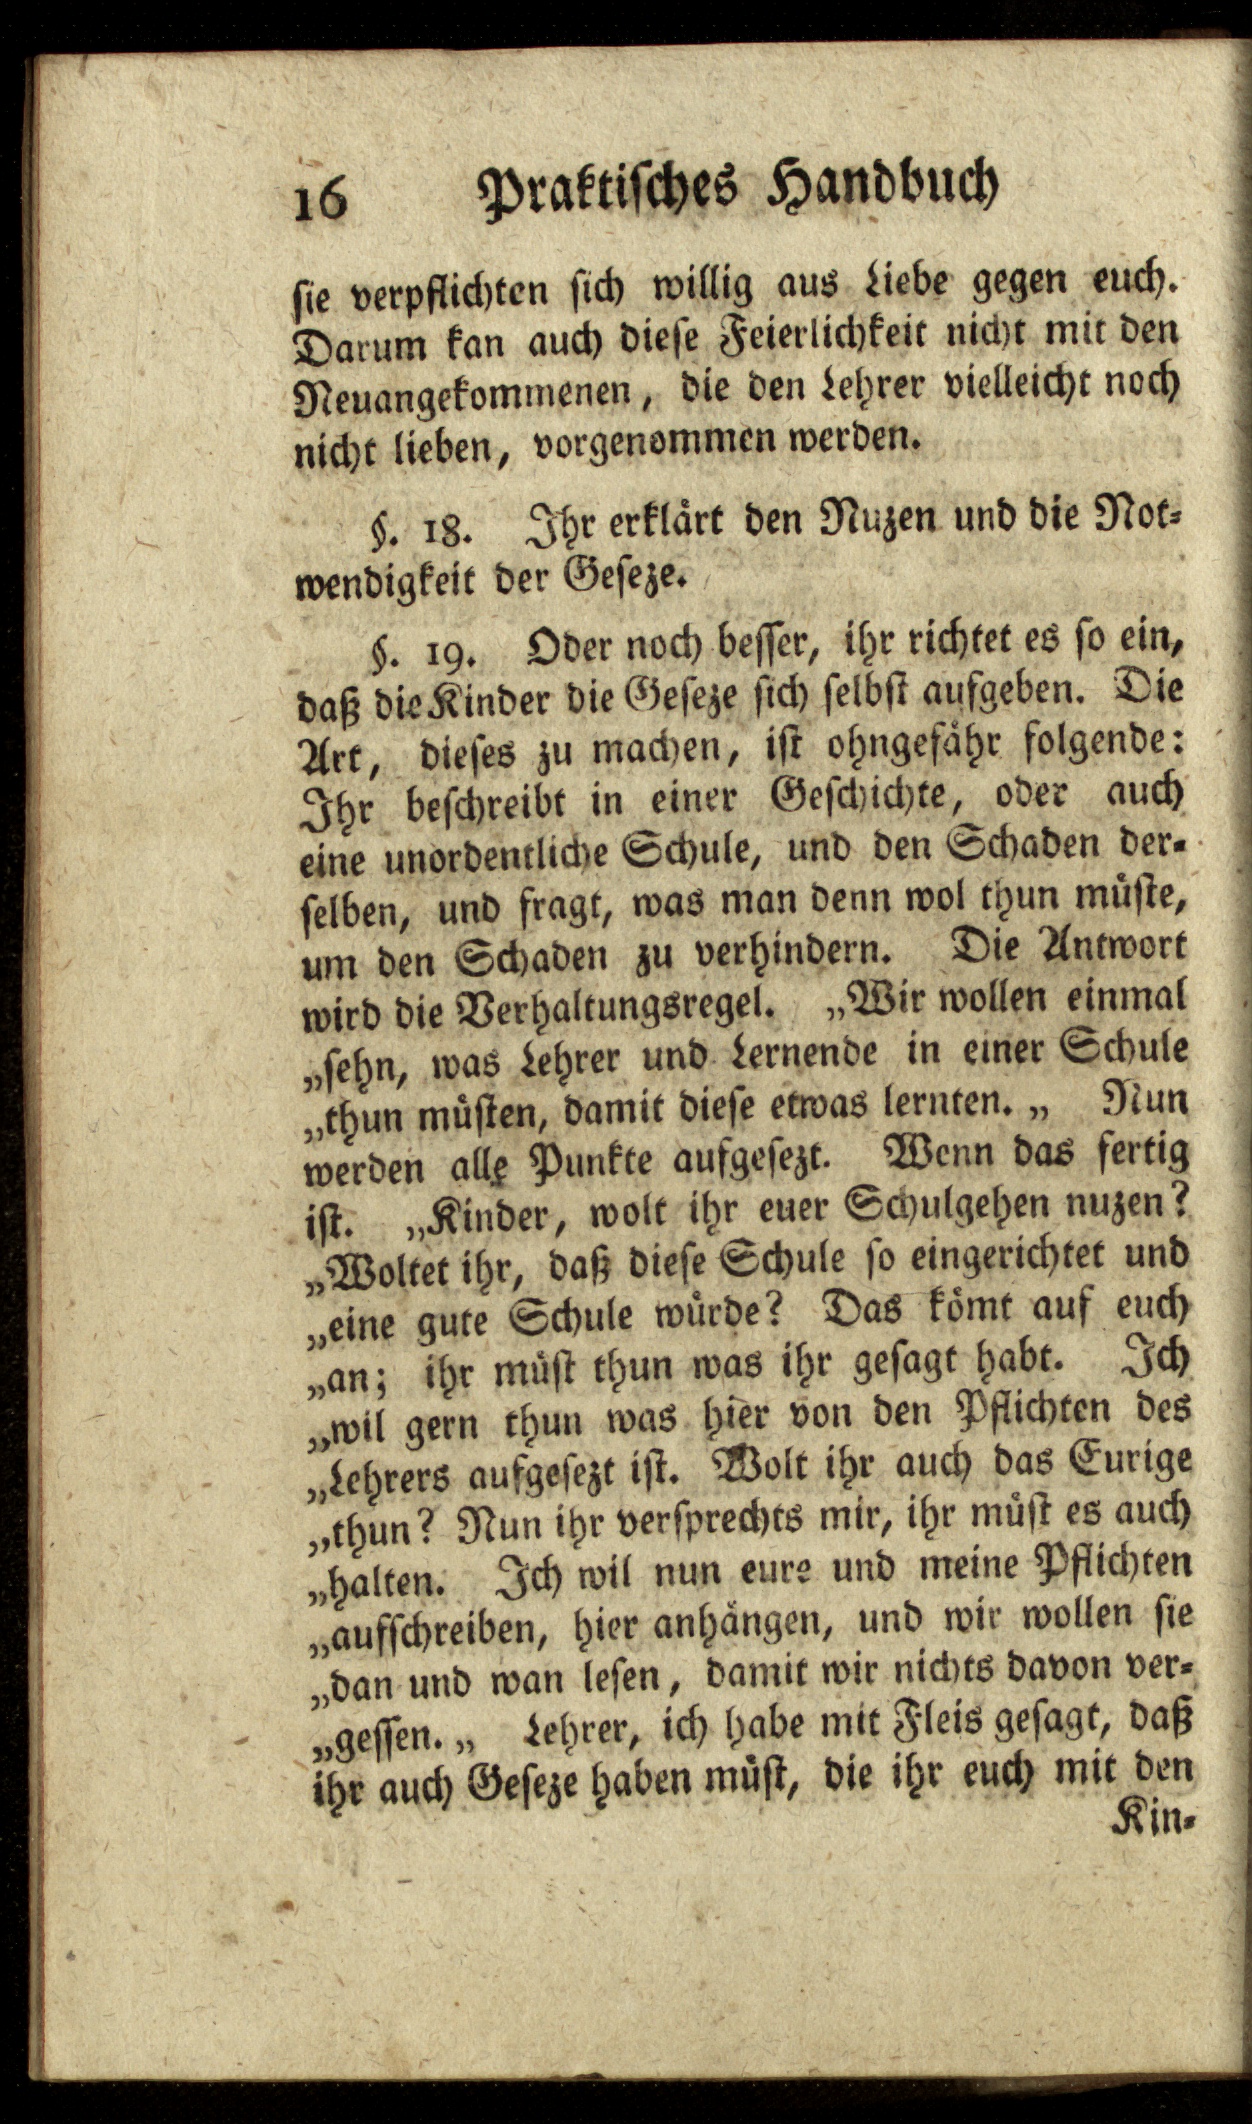 16 Praktisches Handbuch
sie verpflichten sich willig aus Liebe gegen euch.
Darum kan auch diese Feierlichkeit nicht mit den
Neuangekommenen, die den Lehrer vielleicht noch
nicht lieben, vorgenommen werden.
§. 18. Ihr erklärt den Nuzen und die Not-
wendigkeit der Geseze.
§. 19. Oder noch besser, ihr richtet es so ein,
daß die Kinder die Geseze sich selbst aufgeben. Die
Art, dieses zu machen, ist ohngefähr folgende:
Ihr beschreibt in einer Geschichte, oder auch
eine unordentliche Schule, und den Schaden der-
selben, und fragt, was man denn wol thun müste,
um den Schaden zu verhindern. Die Antwort
wird die Verhaltungsregel. „Wir wollen einmal
„sehn, was Lehrer und Lernende in einer Schule
„thun müsten, damit diese etwas lernten. „ Nun
werden alle Punkte aufgesezt. Wenn das fertig
ist. „Kinder, wolt ihr euer Schulgehen nuzen?
„Woltet ihr, daß diese Schule so eingerichtet und
„eine gute Schule würde? Das kömt auf euch
„an; ihr müst thun was ihr gesagt habt. Ich
„wil gern thun was hier von den Pflichten des
„Lehrers aufgesezt ist. Wolt ihr auch das Eurige
„thun? Nun ihr versprechts mir, ihr müst es auch
„halten. Ich wil nun eure und meine Pflichten
„aufschreiben, hier anhängen, und wir wollen sie
„dan und wan lesen, damit wir nichts davon ver-
„gessen. „ Lehrer, ich habe mit Fleis gesagt, daß
ihr auch Geseze haben müst, die ihr euch mit den
Kin-